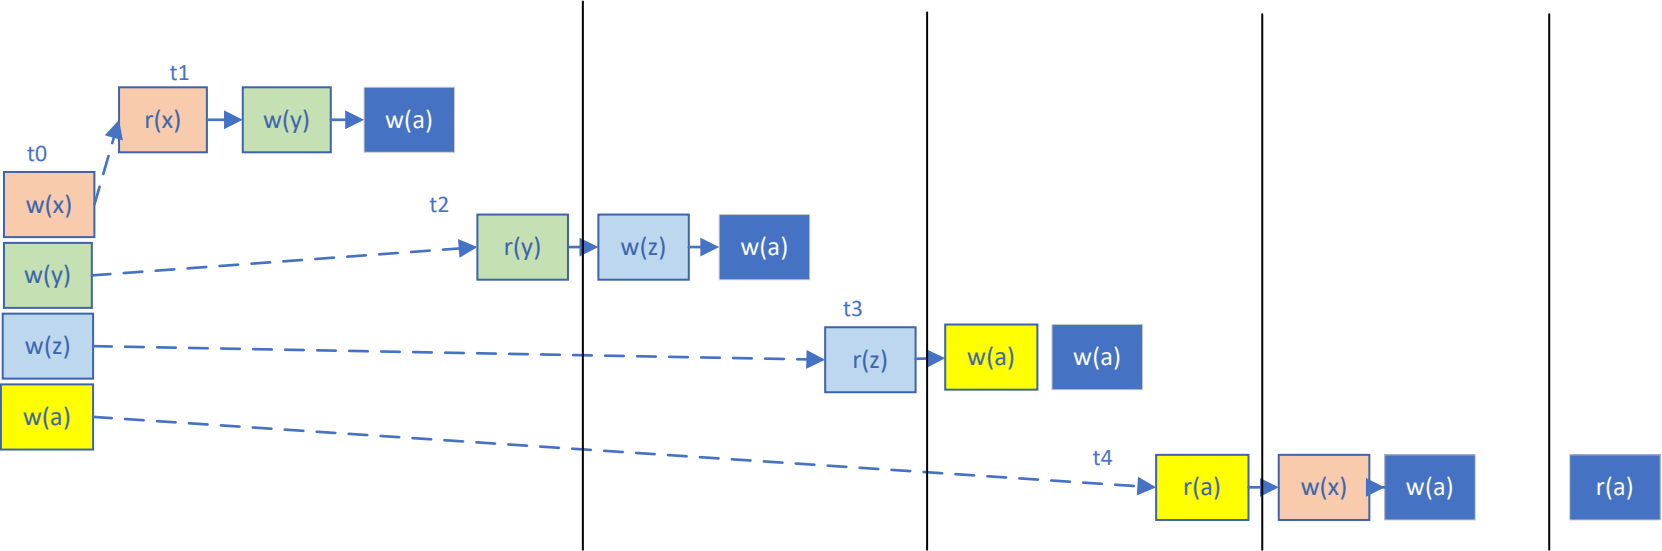 t1
r(x) w(y) w(a)
t0
w(x)
t2
r(y) w(z) w(a)
w(y)
t3
w(z)
r(z) w(a) w(a)
w(a)
t4
r(a) w(x) w(a) r(a)